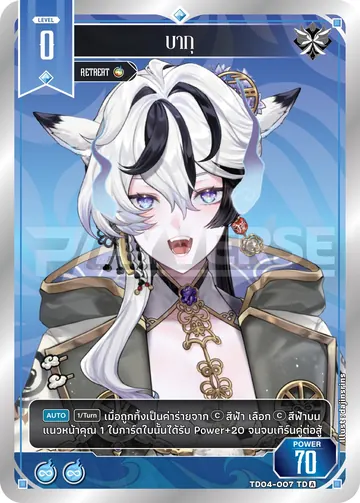 LEVEL
0
บากุ
RETREAT
PANVERSE
AUTO 1/Turn เมื่อถูกทิ้งเป็นค่าร่ายจาก C สีฟ้า เลือก C สีฟ้าบน
แนวหน้าคุณ 1 ใบการ์ดใบนั้นได้รับ Power+20 จนจบเทิร์นคู่ต่อสู้
POWER
70
TD04-007 TD A